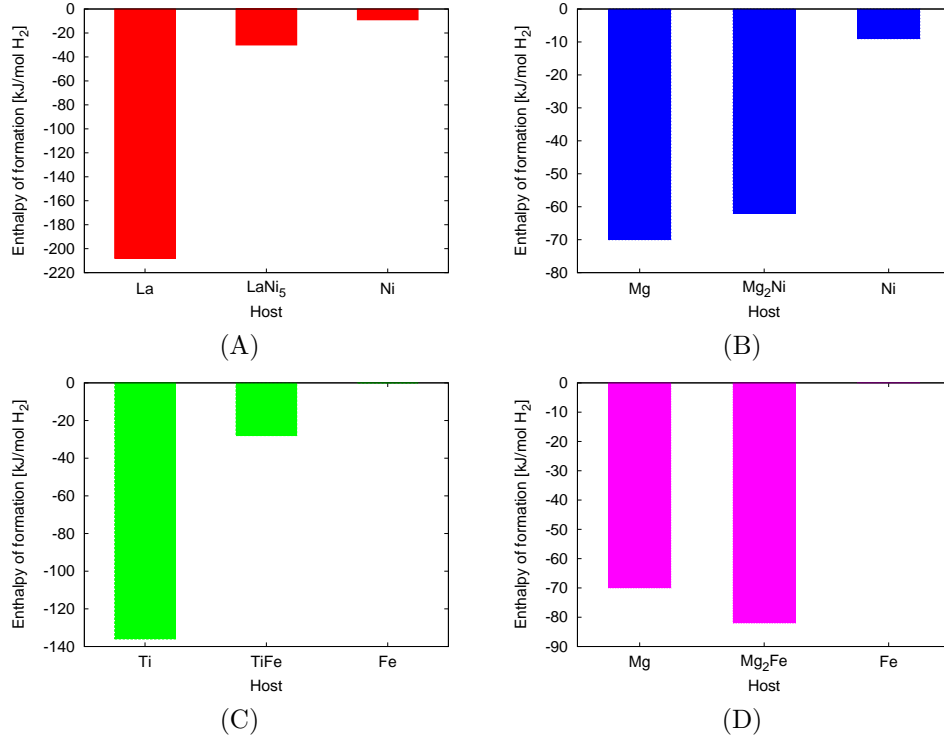 Enthalpy of formation [kJ/mol H2]
0
-20
-40
-60
-80
-100
-120
-140
-160
-180
-200
-220
La LaNi5 Ni
Host
(A)
Enthalpy of formation [kJ/mol H2]
0
-10
-20
-30
-40
-50
-60
-70
-80
Mg Mg2Ni Ni
Host
(B)
Enthalpy of formation [kJ/mol H2]
0
-20
-40
-60
-80
-100
-120
-140
Ti TiFe Fe
Host
(C)
Enthalpy of formation [kJ/mol H2]
0
-10
-20
-30
-40
-50
-60
-70
-80
-90
Mg Mg2Fe Fe
Host
(D)